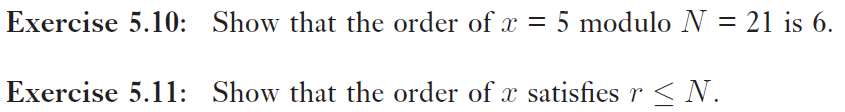 Exercise 5.10: Show that the order of x = 5 modulo N = 21 is 6.
Exercise 5.11: Show that the order of x satisfies r ≤ N.